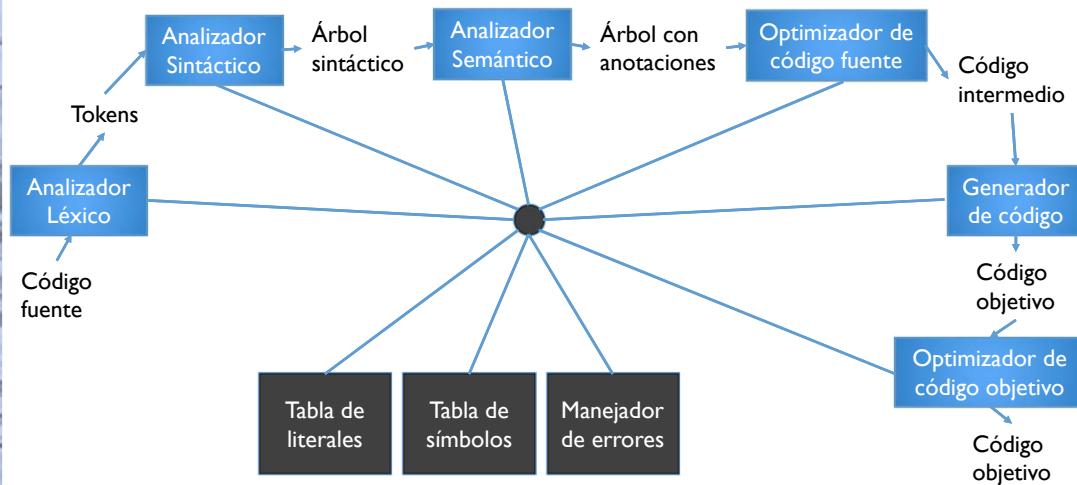 Analizador
Sintáctico
Árbol
sintáctico
Analizador
Semántico
Árbol con
anotaciones
Optimizador de
código fuente
Código
intermedio
Tokens
Analizador
Léxico
Generador
de código
Código
fuente
Código
objetivo
Optimizador de
código objetivo
Tabla de
literales
Tabla de
símbolos
Manejador
de errores
Código
objetivo